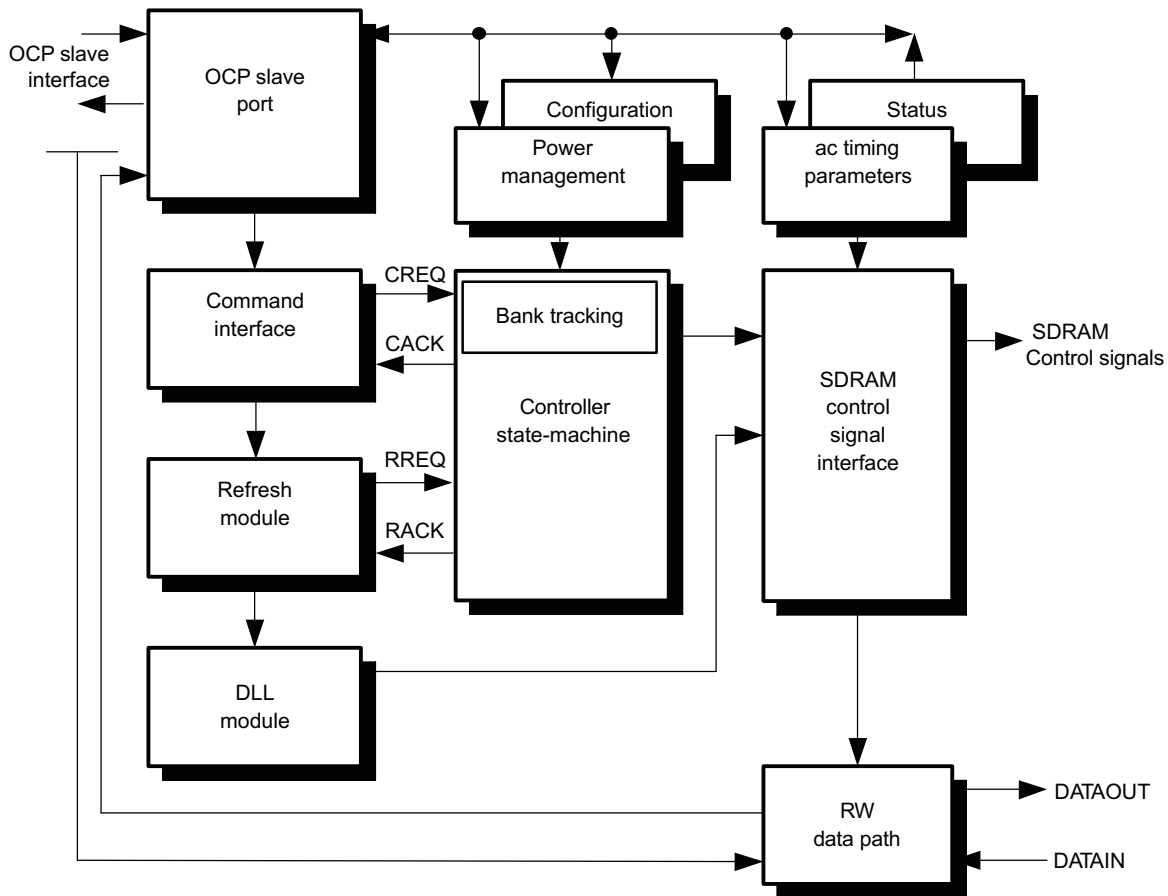 OCP slave
interface
OCP slave
port
Configuration
Status
Power
management
ac timing
parameters
Command
interface
CREQ
CACK
Bank tracking
Controller
state-machine
SDRAM
control
signal
interface
SDRAM
Control signals
Refresh
module
RREQ
RACK
DLL
module
RW
data path
DATAOUT
DATAIN